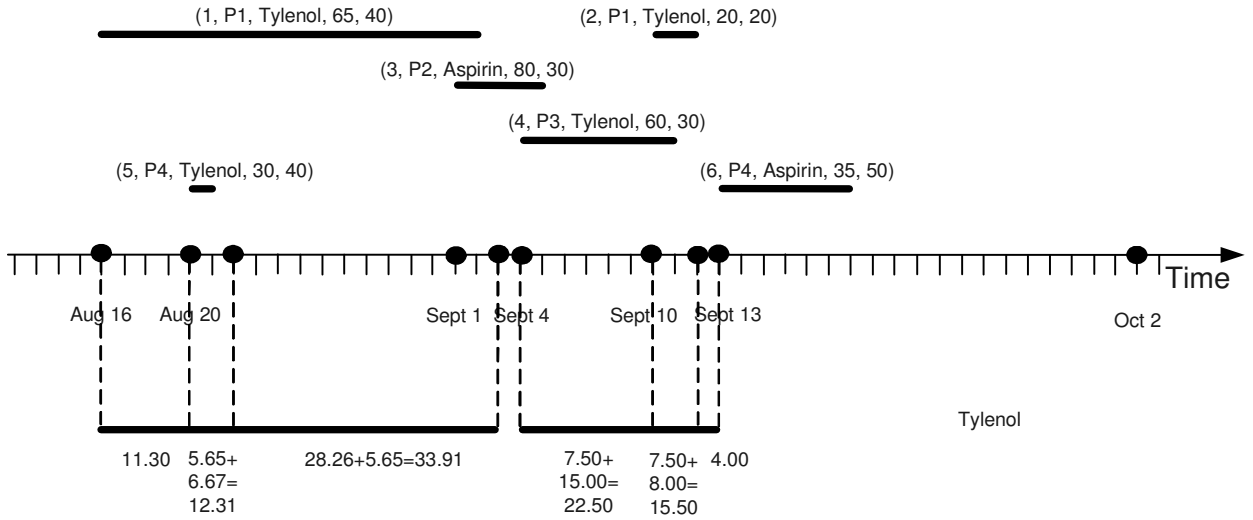 (1, P1, Tylenol, 65, 40)
(2, P1, Tylenol, 20, 20)
(3, P2, Aspirin, 80, 30)
(4, P3, Tylenol, 60, 30)
(5, P4, Tylenol, 30, 40)
(6, P4, Aspirin, 35, 50)
Time
Aug 16
Aug 20
Sept 1
Sept 4
Sept 10
Sept 13
Oct 2
Tylenol
11.30
5.65+
6.67=
12.31
28.26+5.65=33.91
7.50+
15.00=
22.50
7.50+
8.00=
15.50
4.00